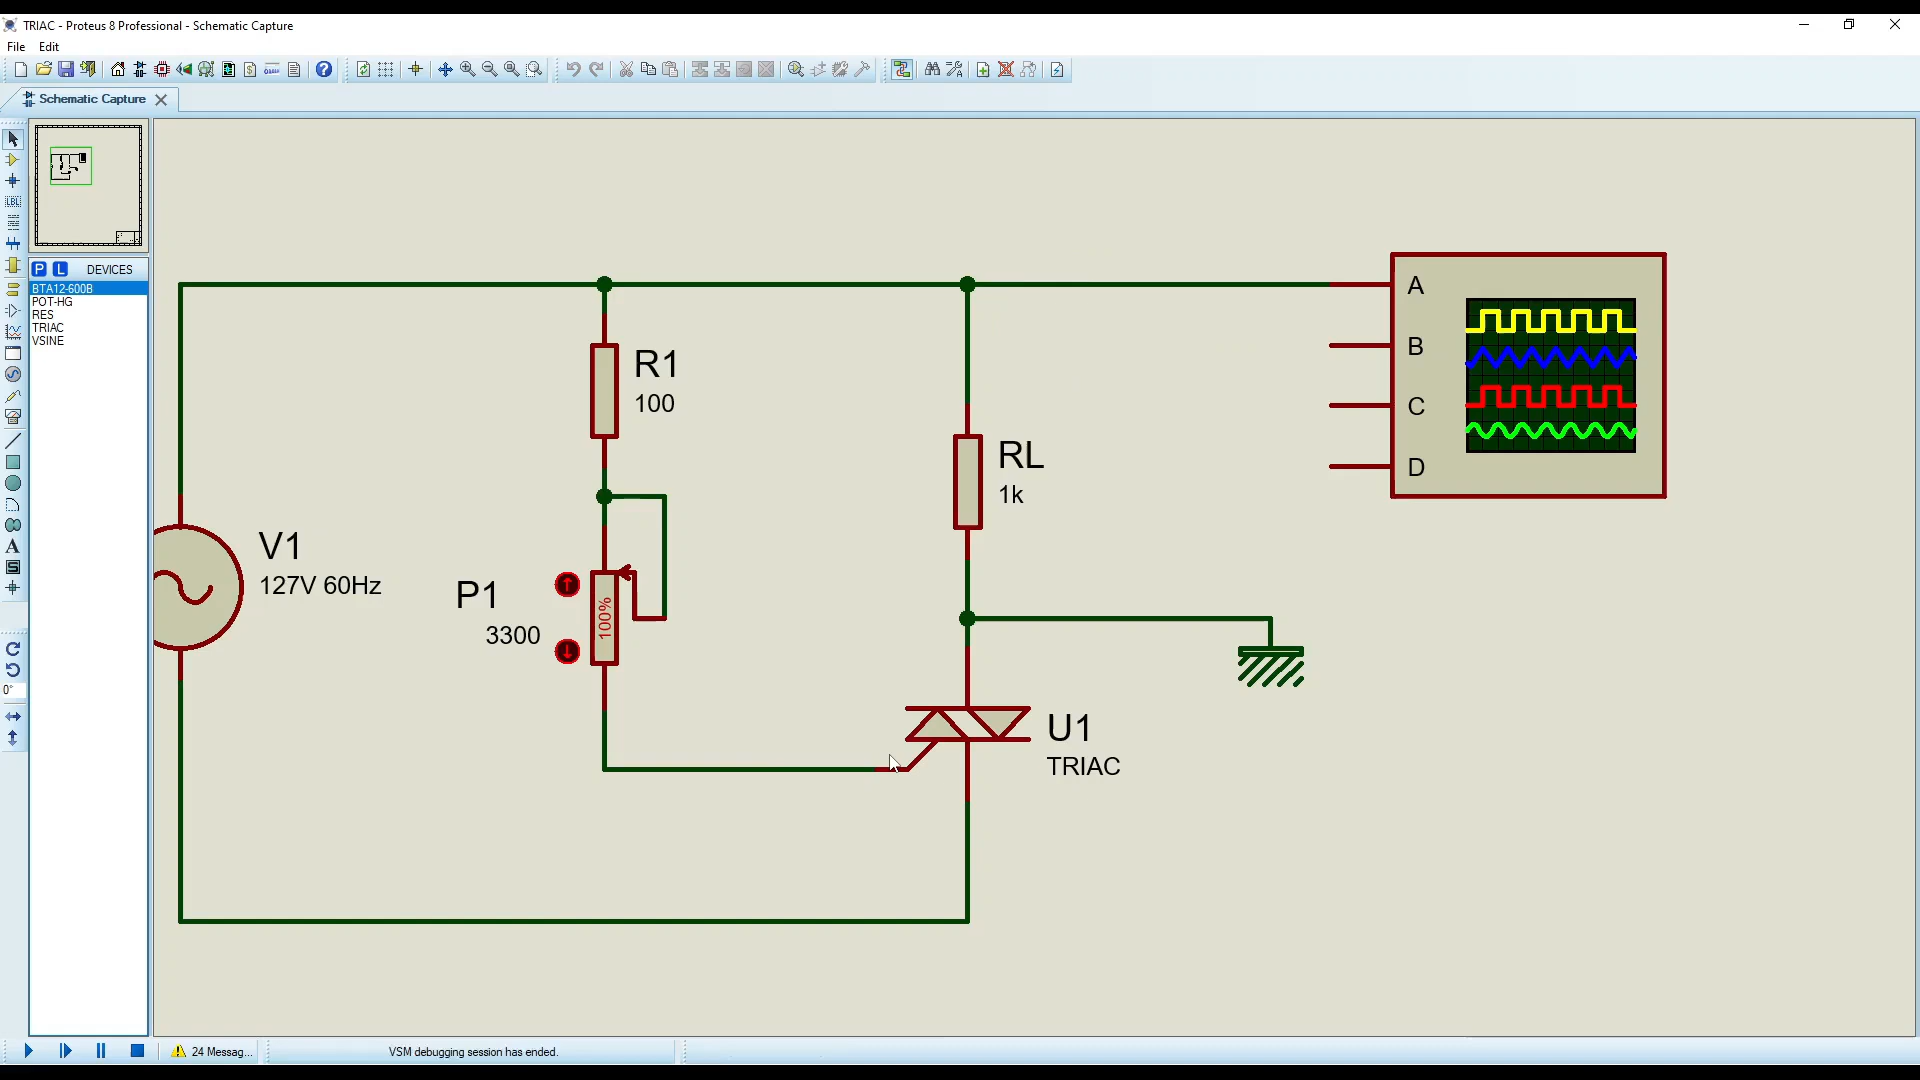 TRIAC - Proteus 8 Professional - Schematic Capture
File Edit
Schematic Capture
P L DEVICES
BTA12-600B
POT-HG
RES
TRIAC
VSINE
LBL
A
S
0°
V1
127V 60Hz
R1
100
P1
3300
100%
RL
1k
U1
TRIAC
A
B
C
D
24 Messag...
VSM debugging session has ended.